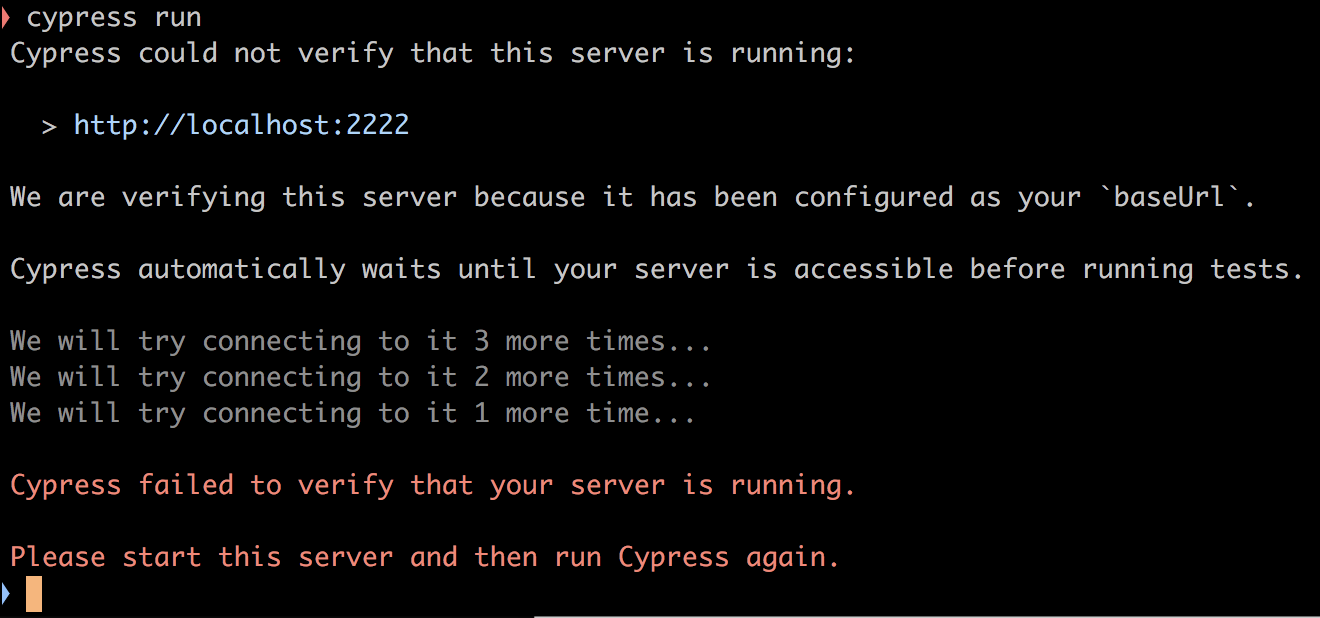 cypress run
Cypress could not verify that this server is running:
> http://localhost:2222
We are verifying this server because it has been configured as your `baseUrl`.
Cypress automatically waits until your server is accessible before running tests.
We will try connecting to it 3 more times...
We will try connecting to it 2 more times...
We will try connecting to it 1 more time...
Cypress failed to verify that your server is running.
Please start this server and then run Cypress again.